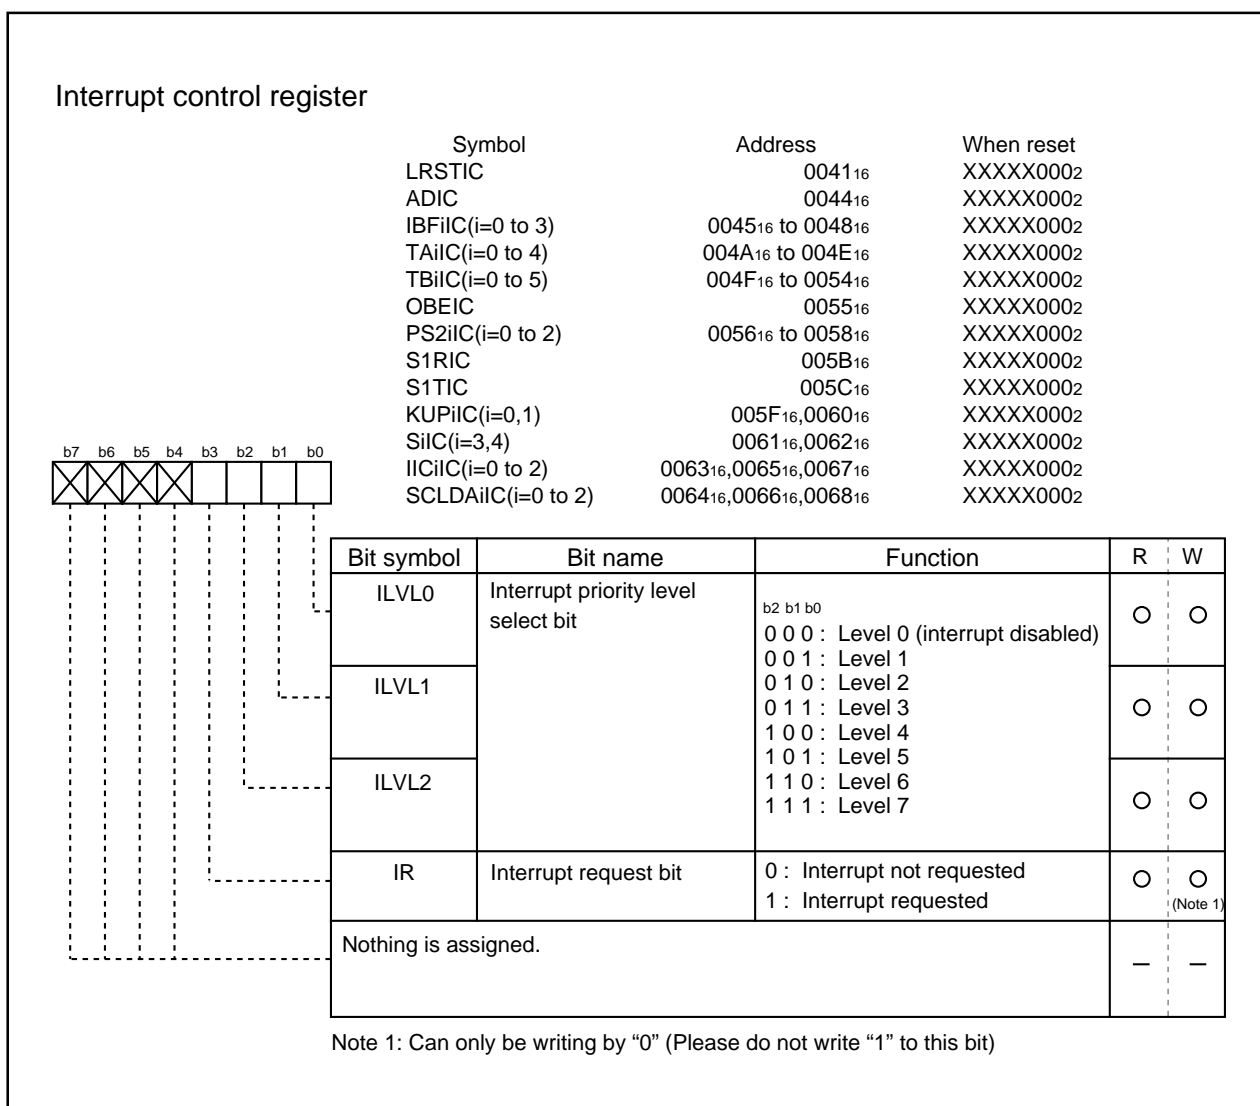 Interrupt control register
Symbol Address When reset
LRSTIC 004116 XXXXX0002
ADIC 004416 XXXXX0002
IBFiIC(i=0 to 3) 004516 to 004816 XXXXX0002
TAiIC(i=0 to 4) 004A16 to 004E16 XXXXX0002
TBiIC(i=0 to 5) 004F16 to 005416 XXXXX0002
OBEIC 005516 XXXXX0002
PS2iIC(i=0 to 2) 005616 to 005816 XXXXX0002
S1RIC 005B16 XXXXX0002
S1TIC 005C16 XXXXX0002
KUPiIC(i=0,1) 005F16,006016 XXXXX0002
SiIC(i=3,4) 006116,006216 XXXXX0002
IICiIC(i=0 to 2) 006316,006516,006716 XXXXX0002
SCLDAiIC(i=0 to 2) 006416,006616,006816 XXXXX0002
b7 b6 b5 b4 b3 b2 b1 b0
Bit symbol Bit name Function R W
ILVL0 Interrupt priority level
select bit
b2 b1 b0
0 0 0 : Level 0 (interrupt disabled)
0 0 1 : Level 1
ILVL1 0 1 0 : Level 2
0 1 1 : Level 3
1 0 0 : Level 4
1 0 1 : Level 5
ILVL2 1 1 0 : Level 6
1 1 1 : Level 7
IR Interrupt request bit 0 : Interrupt not requested
1 : Interrupt requested (Note 1)
Nothing is assigned. – –
Note 1: Can only be writing by “0” (Please do not write “1” to this bit)